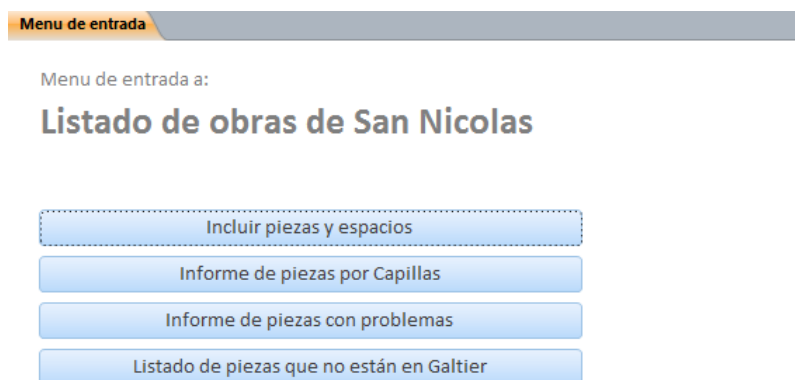 Menu de entrada
Menu de entrada a:
Listado de obras de San Nicolas
Incluir piezas y espacios
Informe de piezas por Capillas
Informe de piezas con problemas
Listado de piezas que no están en Galtier